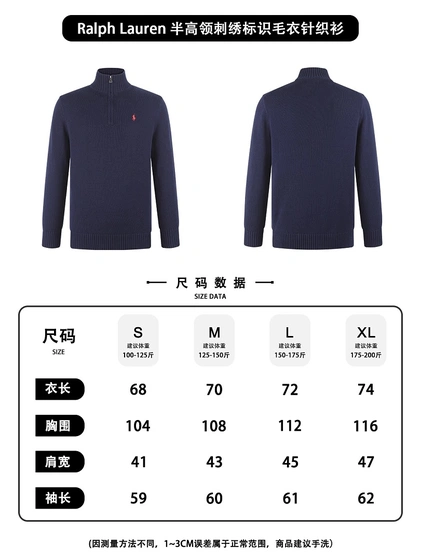 Ralph Lauren 半高领刺绣标识毛衣针织衫
尺码数据
SIZE DATA
尺码
SIZE
S
建议体重
100-125斤
M
建议体重
125-150斤
L
建议体重
150-175斤
XL
建议体重
175-200斤
衣长 68 70 72 74
胸围 104 108 112 116
肩宽 41 43 45 47
袖长 59 60 61 62
(因测量方法不同，1~3CM误差属于正常范围，商品建议手洗)